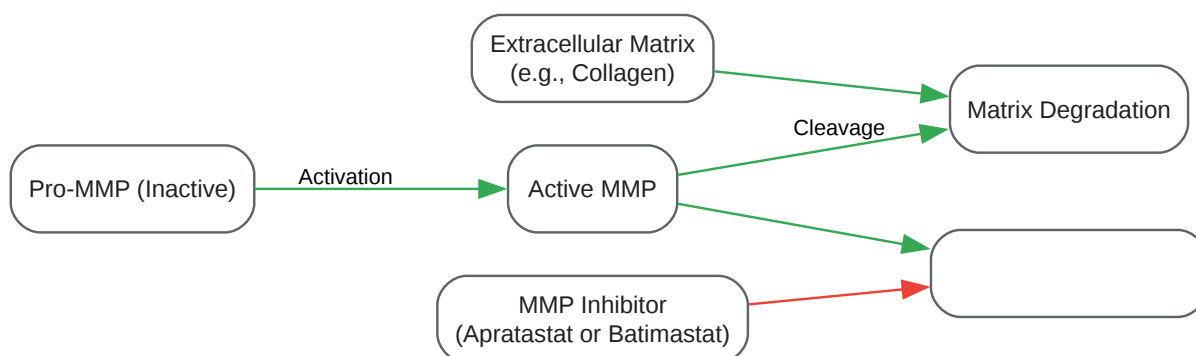 Extracellular Matrix
(e.g., Collagen)
Matrix Degradation
Cleavage
Pro-MMP (Inactive)
Activation
Active MMP
MMP Inhibitor
(Apratastat or Batimastat)